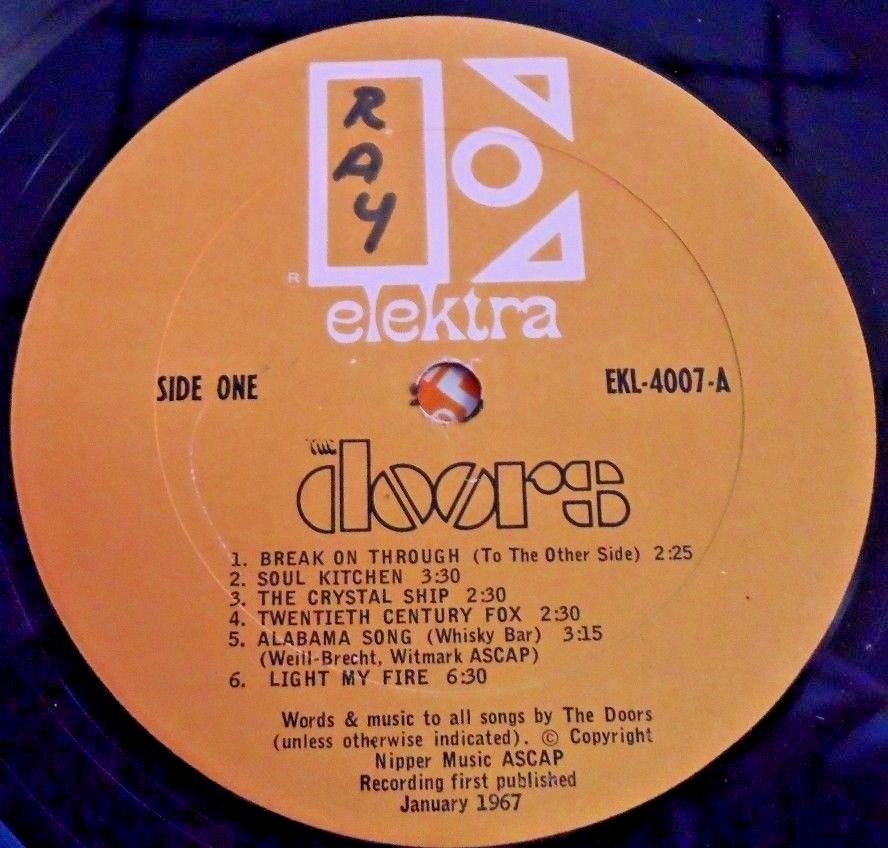 RAY
®
elektra
SIDE ONE
EKL-4007-A
THE
doors
1. BREAK ON THROUGH (To The Other Side) 2:25
2. SOUL KITCHEN 3:30
3. THE CRYSTAL SHIP 2:30
4. TWENTIETH CENTURY FOX 2:30
5. ALABAMA SONG (Whisky Bar) 3:15
(Weill-Brecht, Witmark ASCAP)
6. LIGHT MY FIRE 6:30
Words & music to all songs by The Doors
(unless otherwise indicated). © Copyright
Nipper Music ASCAP
Recording first published
January 1967